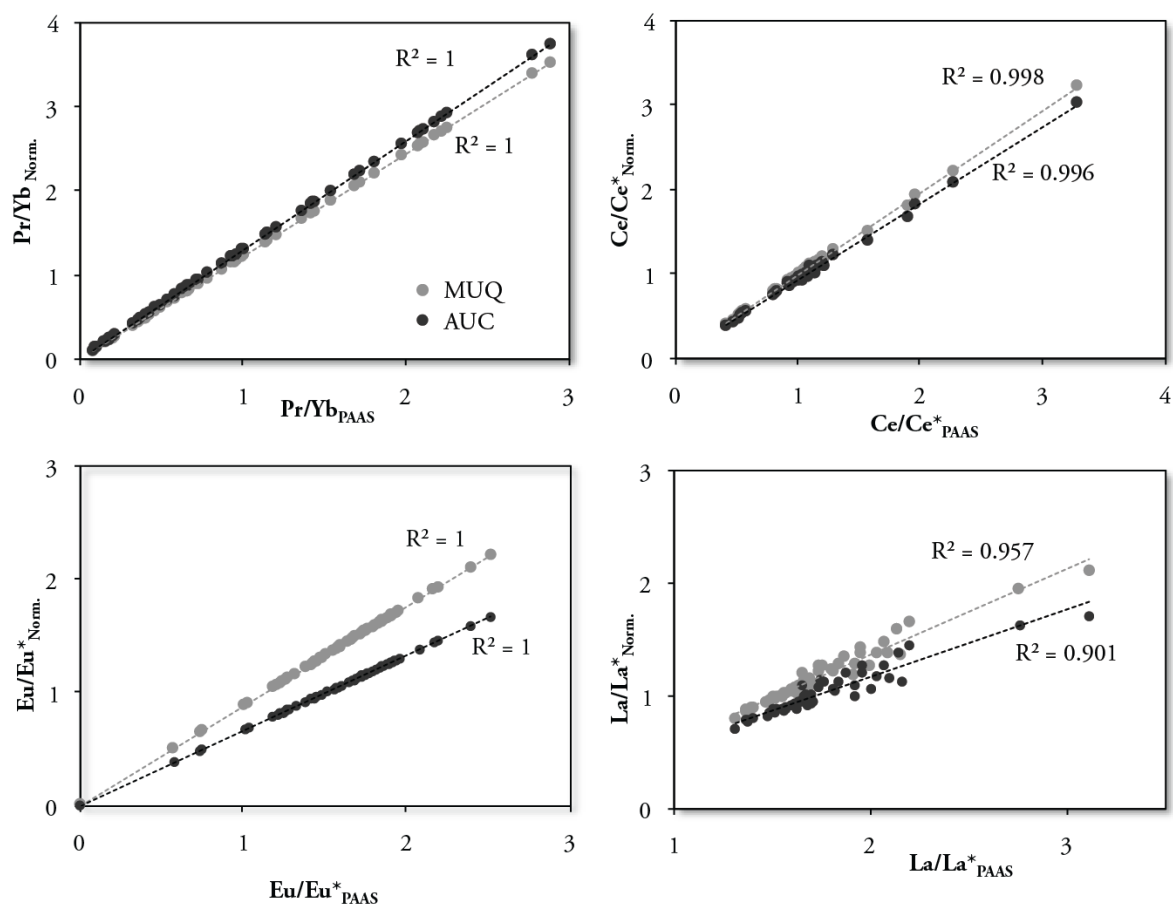 4
3
2
1
0
Pr/Yb Norm.
R² = 1
R² = 1
MUQ
AUC
0
1
2
3
Pr/Yb PAAS
4
3
2
1
0
Ce/Ce* Norm.
R² = 0.998
R² = 0.996
0
1
2
3
4
Ce/Ce* PAAS
3
2
1
0
Eu/Eu* Norm.
R² = 1
R² = 1
0
1
2
3
Eu/Eu* PAAS
3
2
1
0
La/La* Norm.
R² = 0.957
R² = 0.901
1
2
3
La/La* PAAS